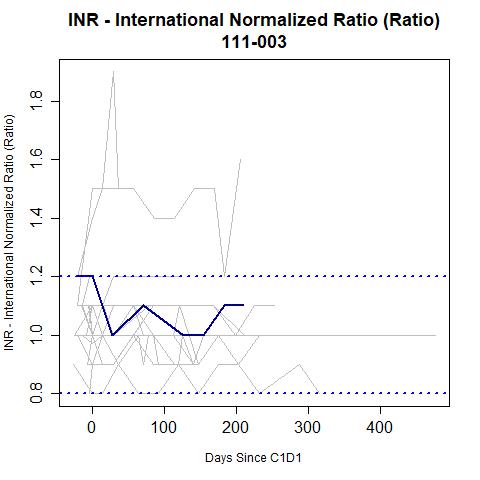 INR - International Normalized Ratio (Ratio)
111-003
INR - International Normalized Ratio (Ratio)
1.8
1.6
1.4
1.2
1.0
0.8
0 100 200 300 400
Days Since C1D1